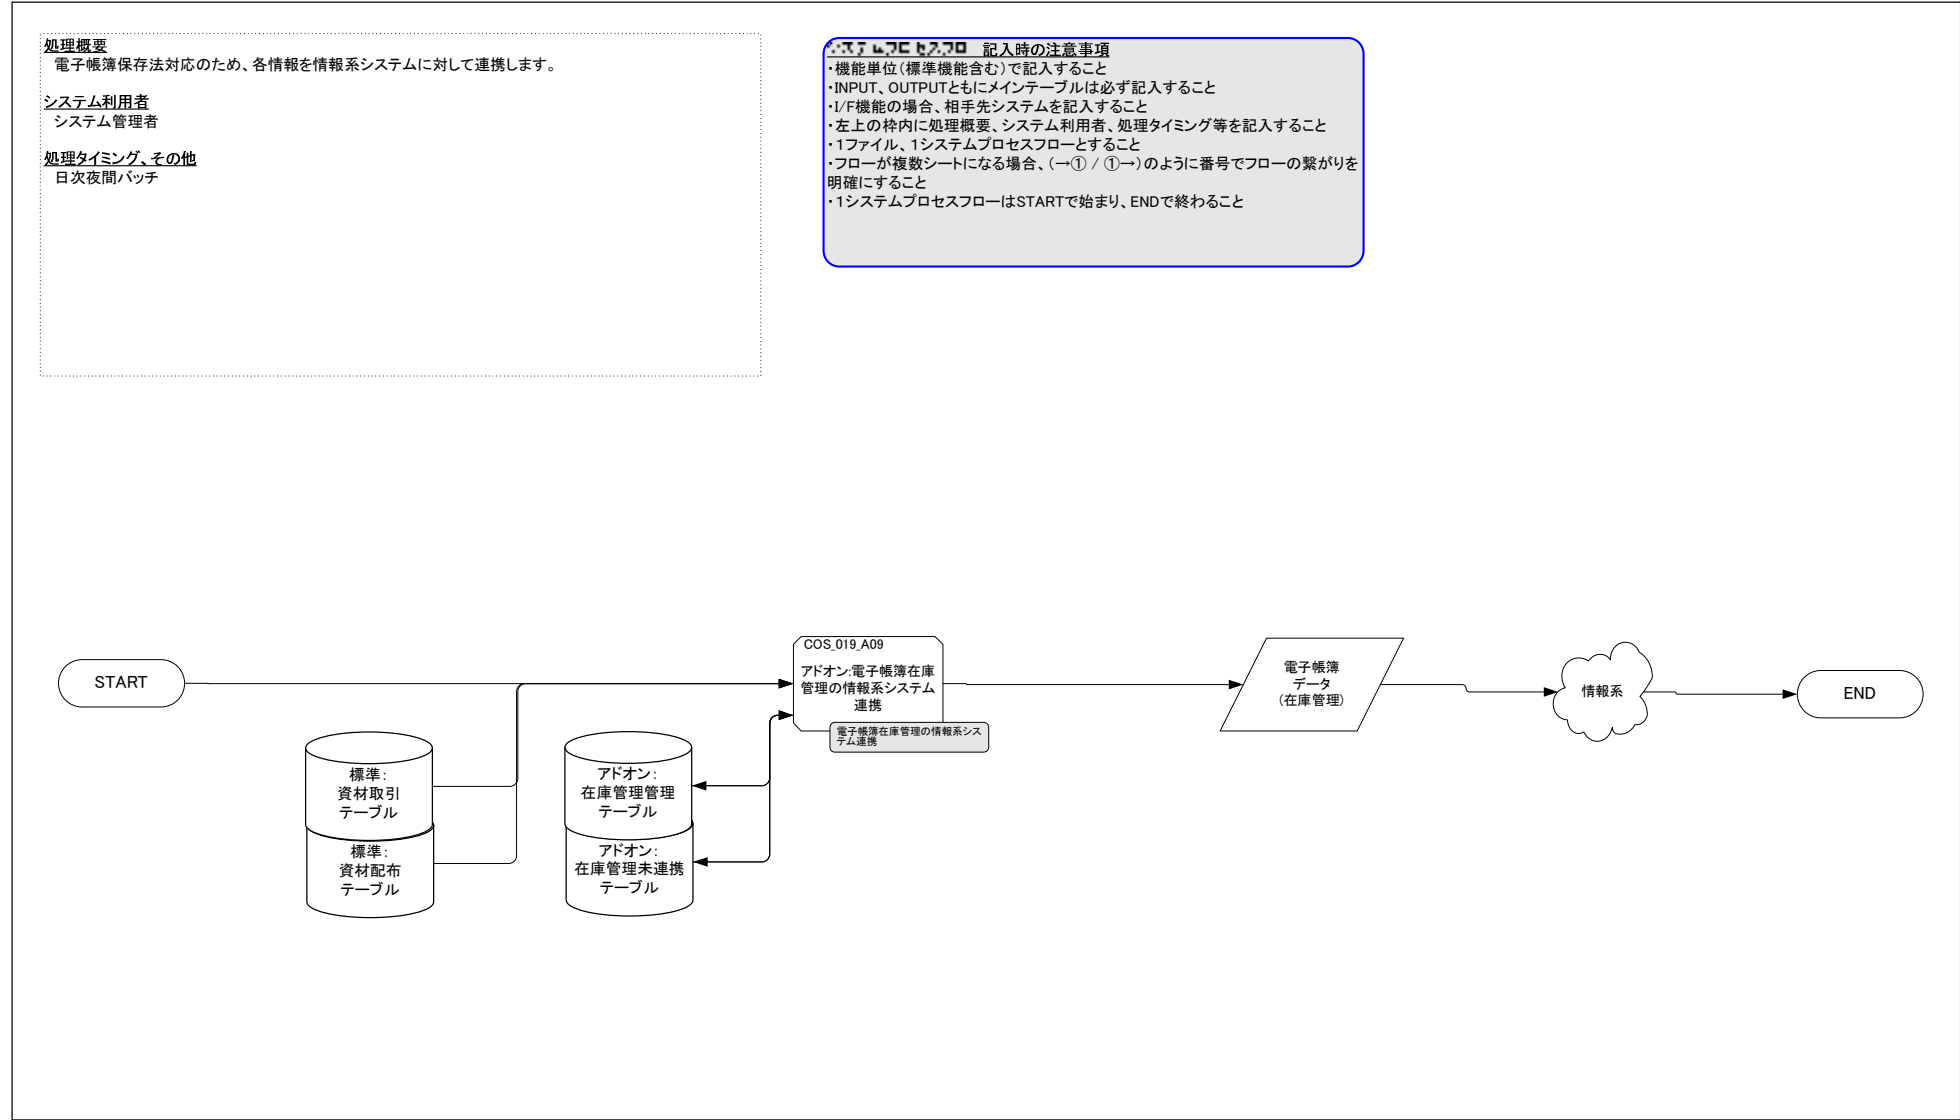 処理概要
電子帳簿保存法対応のため、各情報を情報系システムに対して連携します。
システム利用者
システム管理者
処理タイミング、その他
日次夜間バッチ
記入時の注意事項
・機能単位(標準機能含む)で記入すること
・INPUT、OUTPUTともにメインテーブルは必ず記入すること
・I/F機能の場合、相手先システムを記入すること
・左上の枠内に処理概要、システム利用者、処理タイミング等を記入すること
・1ファイル、1システムプロセスフローとすること
・フローが複数シートになる場合、(→① / ①→)のように番号でフローの繋がりを
明確にすること
・1システムプロセスフローはSTARTで始まり、ENDで終わること
START
COS_019_A09
アドオン:電子帳簿在庫
管理の情報系システム
連携
電子帳簿在庫管理の情報系シス
テム連携
電子帳簿
データ
(在庫管理)
情報系
END
標準:
資材取引
テーブル
標準:
資材配布
テーブル
アドオン:
在庫管理管理
テーブル
アドオン:
在庫管理未連携
テーブル